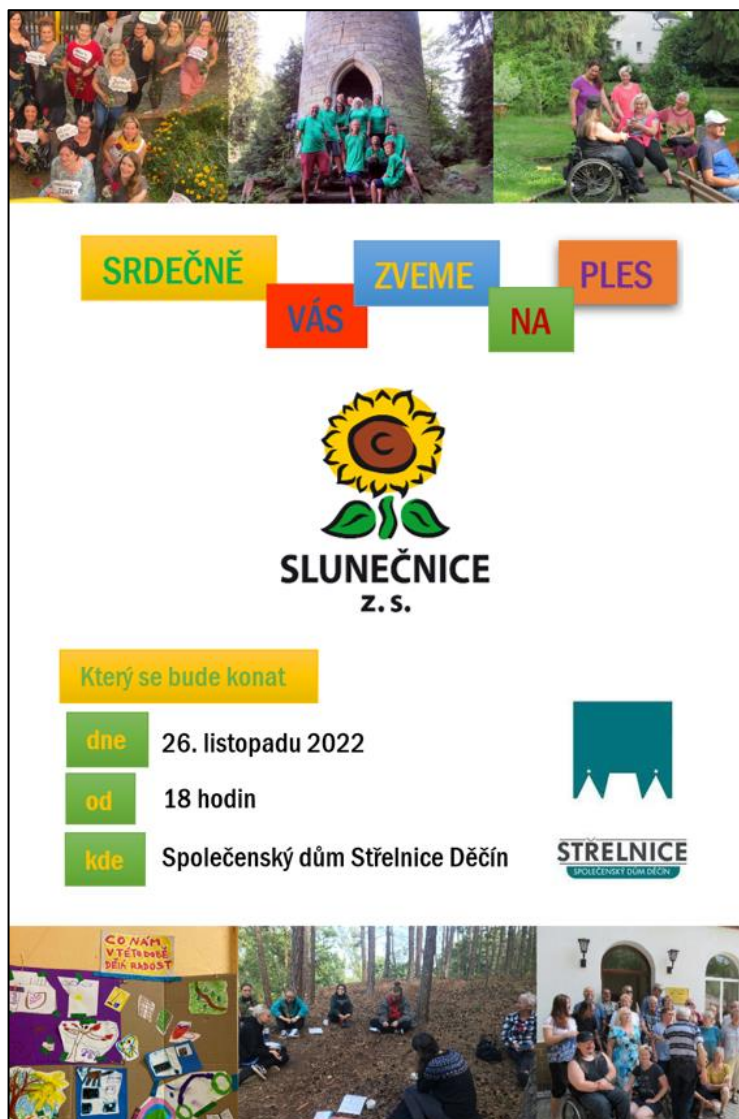 SRDEČNĚ
VÁS
ZVEME
NA
PLES
SLUNEČNICE
z. s.
Který se bude konat
dne 26. listopadu 2022
od 18 hodin
kde Společenský dům Střelnice Děčín
STŘELNICE
SPOLEČENSKÝ DŮM DĚČÍN
CO NÁM
V TÉTO DOBĚ
DĚLÁ RADOST